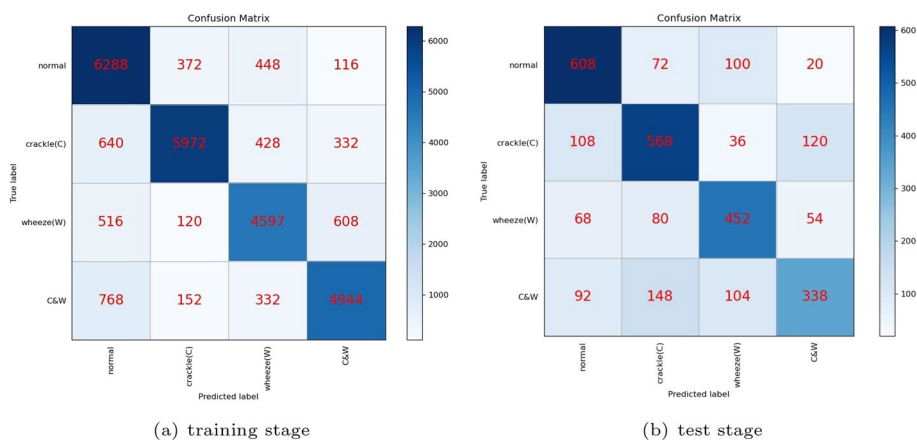 Confusion Matrix
normal 6288 372 448 116
crackle(C) 640 5972 428 332
wheeze(W) 516 120 4597 608
C&W 768 152 332 4944
True label
normal crackle(C) wheeze(W) C&W
Predicted label
6000
5000
4000
3000
2000
1000
(a) training stage
Confusion Matrix
normal 608 72 100 20
crackle(C) 108 568 36 120
wheeze(W) 68 80 452 54
C&W 92 148 104 338
True label
normal crackle(C) wheeze(W) C&W
Predicted label
600
500
400
300
200
100
(b) test stage